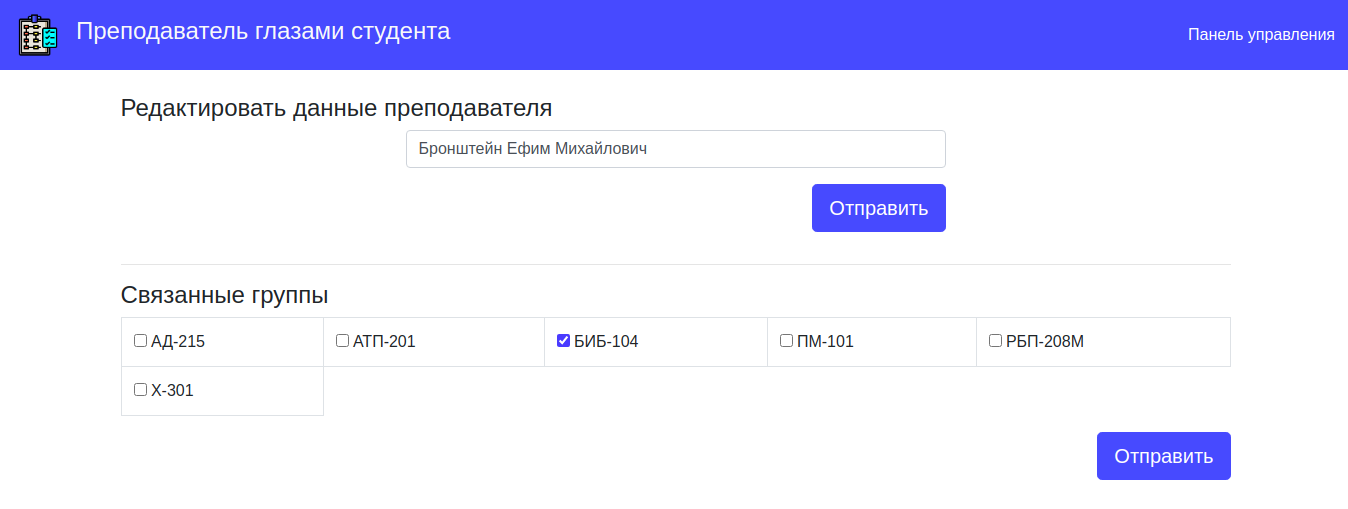 Преподаватель глазами студента
Панель управления
Редактировать данные преподавателя
Бронштейн Ефим Михайлович
Отправить
Связанные группы
АД-215 АТП-201 БИБ-104 ПМ-101 РБП-208М
Х-301
Отправить